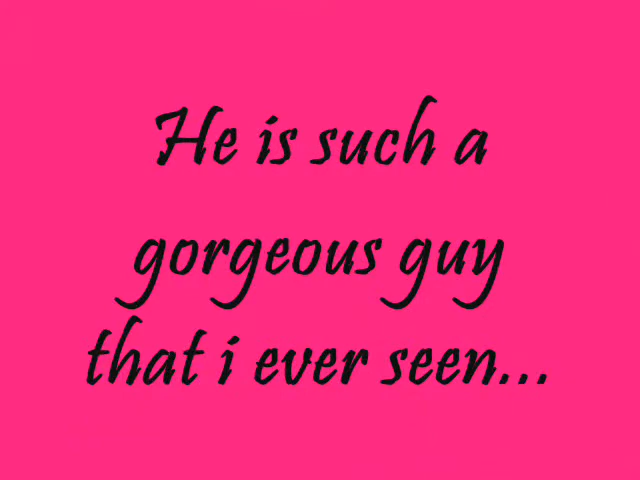 He is such a
gorgeous guy
that i ever seen...